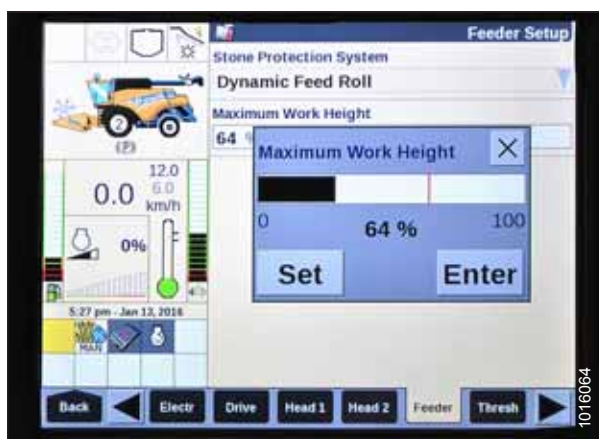 Feeder Setup
Stone Protection System
Dynamic Feed Roll
Maximum Work Height
64 %
Maximum Work Height
0
64 %
100
Set
Enter
2
(P)
12.0
0.0
6.0
km/h
0%
5:27 pm - Jan 13, 2016
MAN
Back
Electr
Drive
Head 1
Head 2
Feeder
Thresh
1016064